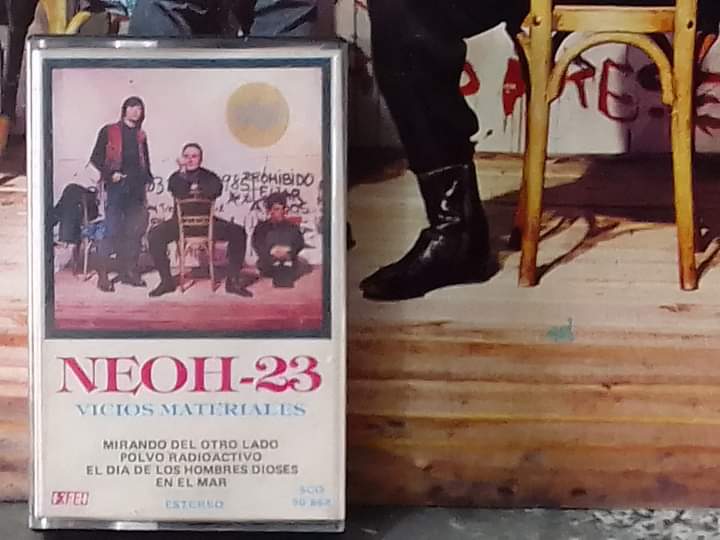 PROHIBIDO
FIJAR
NEOH-23
VICIOS MATERIALES
MIRANDO DEL OTRO LADO
POLVO RADIOACTIVO
EL DIA DE LOS HOMBRES DIOSES
EN EL MAR
ESTEREO